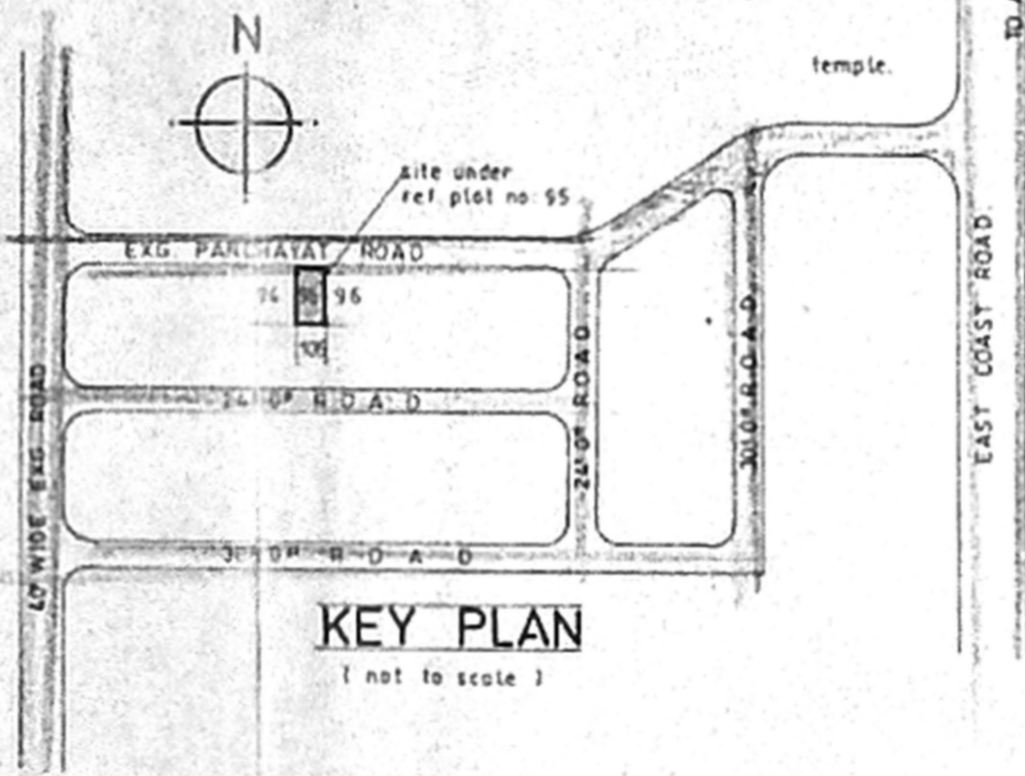 N
temple.
site under
ref. plot no: 95
EXG. PANCHAYAT ROAD
94 95 96
24'0" ROAD
24'0" ROAD
30'0" ROAD
30'0" ROAD
40' WIDE EXG ROAD
EAST COAST ROAD.
TO
KEY PLAN
( not to scale )